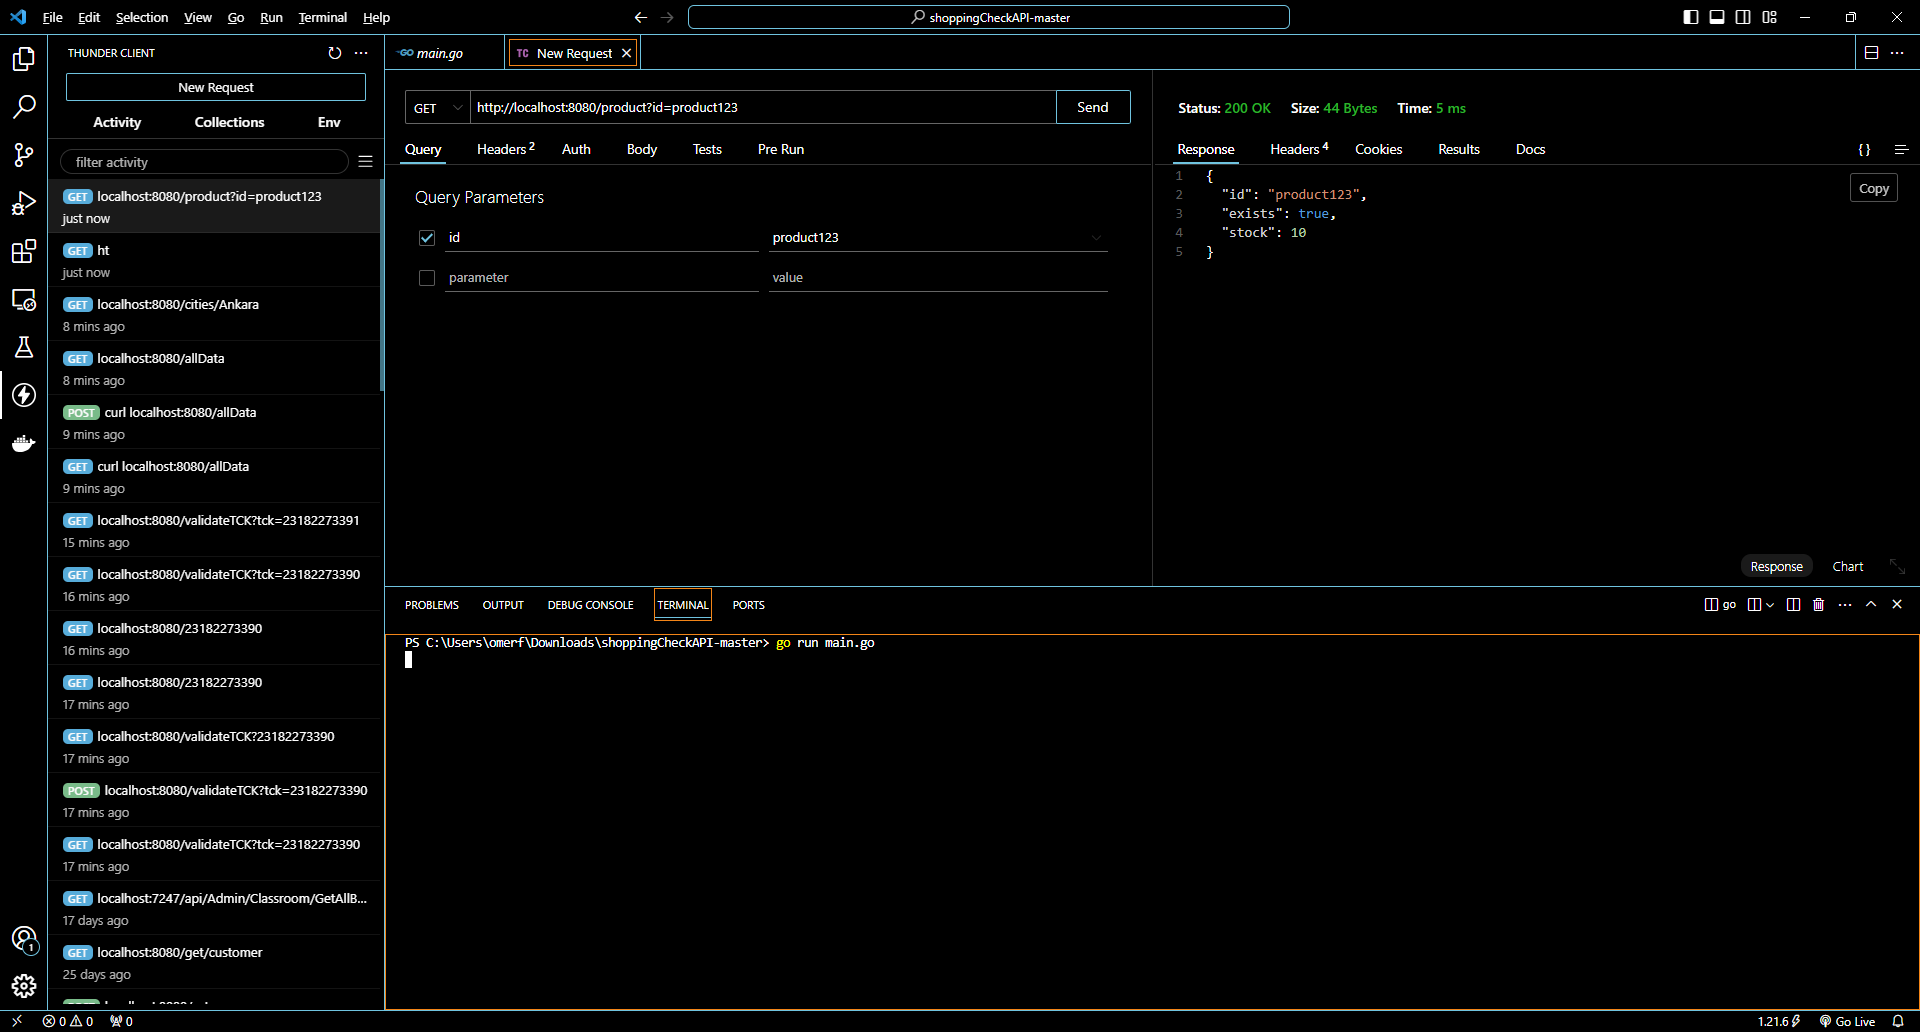 File Edit Selection View Go Run Terminal Help
shoppingCheckAPI-master
THUNDER CLIENT
New Request
Activity Collections Env
filter activity
GET localhost:8080/product?id=product123
just now
GET ht
just now
GET localhost:8080/cities/Ankara
8 mins ago
GET localhost:8080/allData
8 mins ago
POST curl localhost:8080/allData
9 mins ago
GET curl localhost:8080/allData
9 mins ago
GET localhost:8080/validateTCK?tck=23182273391
15 mins ago
GET localhost:8080/validateTCK?tck=23182273390
16 mins ago
GET localhost:8080/23182273390
16 mins ago
GET localhost:8080/23182273390
17 mins ago
GET localhost:8080/validateTCK?23182273390
17 mins ago
POST localhost:8080/validateTCK?tck=23182273390
17 mins ago
GET localhost:8080/validateTCK?tck=23182273390
17 mins ago
GET localhost:7247/api/Admin/Classroom/GetAllB...
17 days ago
GET localhost:8080/get/customer
25 days ago
GO main.go
TC New Request
GET http://localhost:8080/product?id=product123 Send
Query Headers 2 Auth Body Tests Pre Run
Query Parameters
id product123
parameter value
Status: 200 OK Size: 44 Bytes Time: 5 ms
Response Headers 4 Cookies Results Docs {}
Copy
1 {
2 "id": "product123",
3 "exists": true,
4 "stock": 10
5 }
Response Chart
PROBLEMS OUTPUT DEBUG CONSOLE TERMINAL PORTS
go
PS C:\Users\omerf\Downloads\shoppingCheckAPI-master> go run main.go
1
0 0 0
1.21.6 Go Live